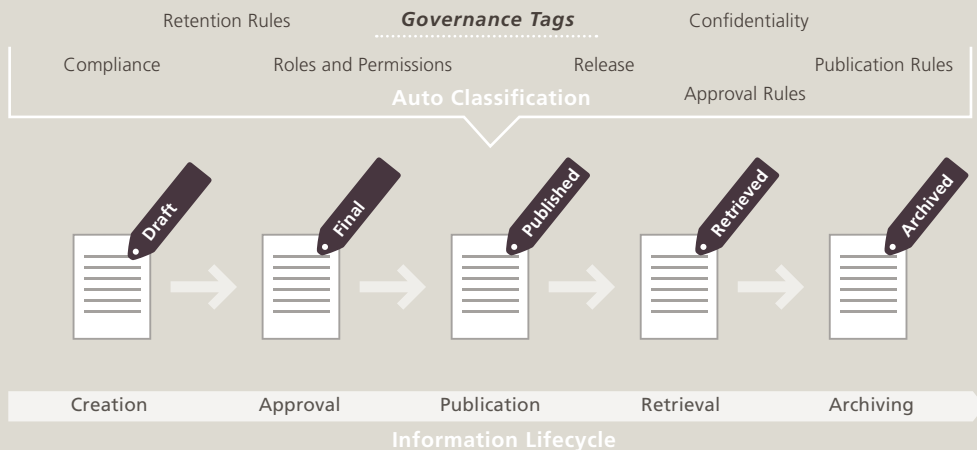 Retention Rules Governance Tags Confidentiality
Compliance Roles and Permissions Release Publication Rules
Auto Classification Approval Rules
Draft Final Published Retrieved Archived
Creation Approval Publication Retrieval Archiving
Information Lifecycle